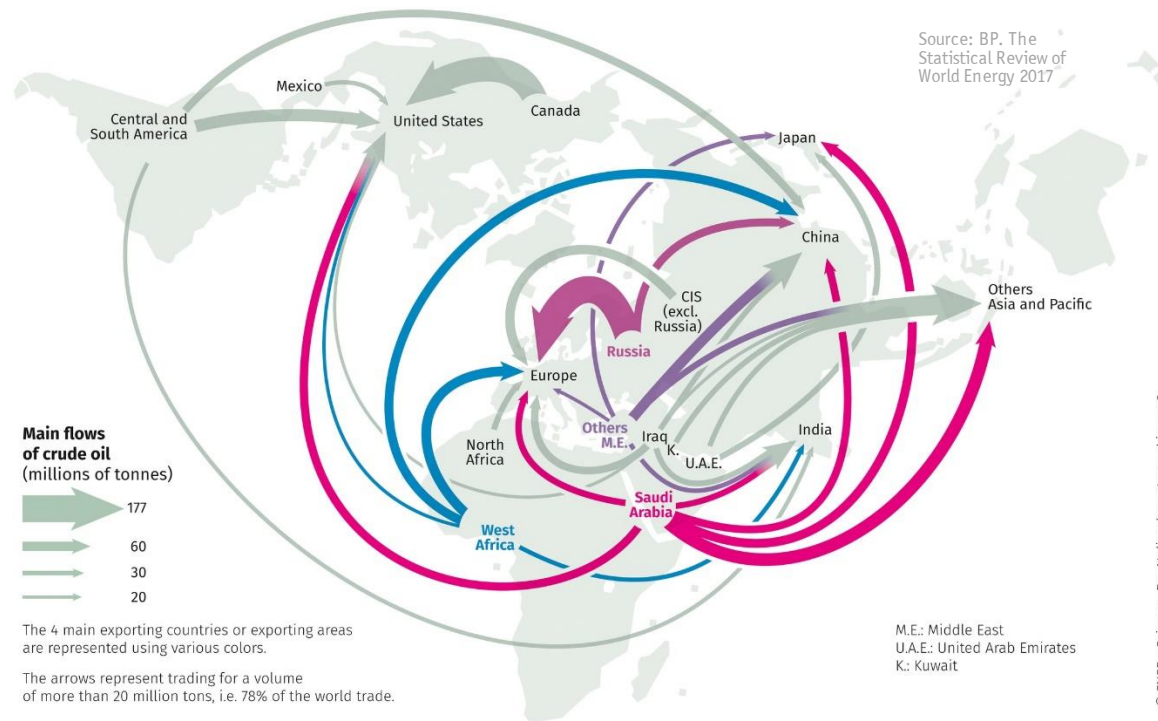 Source: BP. The
Statistical Review of
World Energy 2017
Mexico
Central and
South America
United States
Canada
Japan
China
CIS
(excl.
Russia)
Others
Asia and Pacific
Russia
Europe
Others
M.E.
Iraq
K.
U.A.E.
India
North
Africa
Saudi
Arabia
West
Africa
Main flows
of crude oil
(millions of tonnes)
177
60
30
20
The 4 main exporting countries or exporting areas
are represented using various colors.
The arrows represent trading for a volume
of more than 20 million tons, i.e. 78% of the world trade.
M.E.: Middle East
U.A.E.: United Arab Emirates
K.: Kuwait